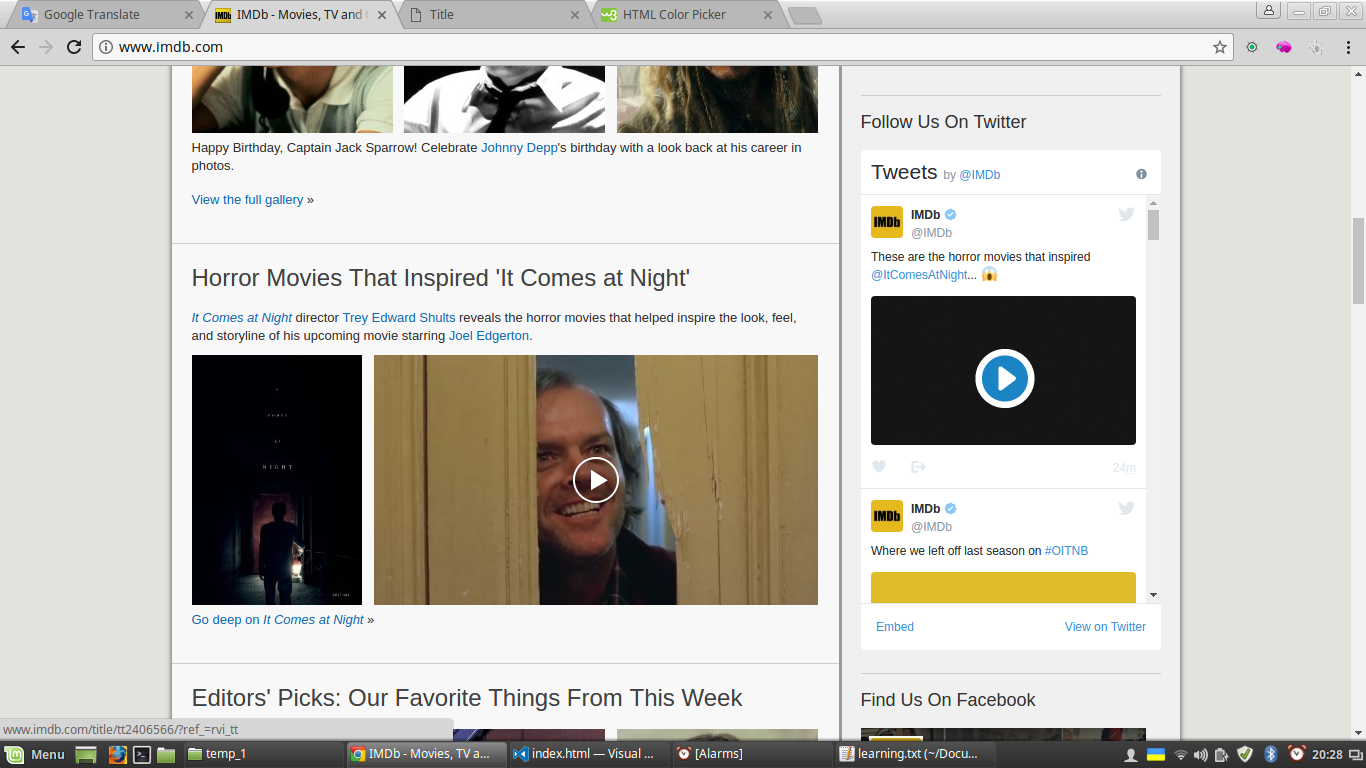 Google Translate
IMDb - Movies, TV and
Title
HTML Color Picker
www.imdb.com
Happy Birthday, Captain Jack Sparrow! Celebrate Johnny Depp's birthday with a look back at his career in
photos.
View the full gallery »
Horror Movies That Inspired 'It Comes at Night'
It Comes at Night director Trey Edward Shults reveals the horror movies that helped inspire the look, feel,
and storyline of his upcoming movie starring Joel Edgerton.
IT
COMES
AT
NIGHT
Go deep on It Comes at Night »
Editors' Picks: Our Favorite Things From This Week
Follow Us On Twitter
Tweets by @IMDb
IMDb
IMDb
@IMDb
These are the horror movies that inspired
@ItComesAtNight...
24m
IMDb
IMDb
@IMDb
Where we left off last season on #OITNB
Embed
View on Twitter
Find Us On Facebook
www.imdb.com/title/tt2406566/?ref_=rvi_tt
Menu
temp_1
IMDb - Movies, TV a...
index.html — Visual ...
[Alarms]
learning.txt (~/Docu...
20:28